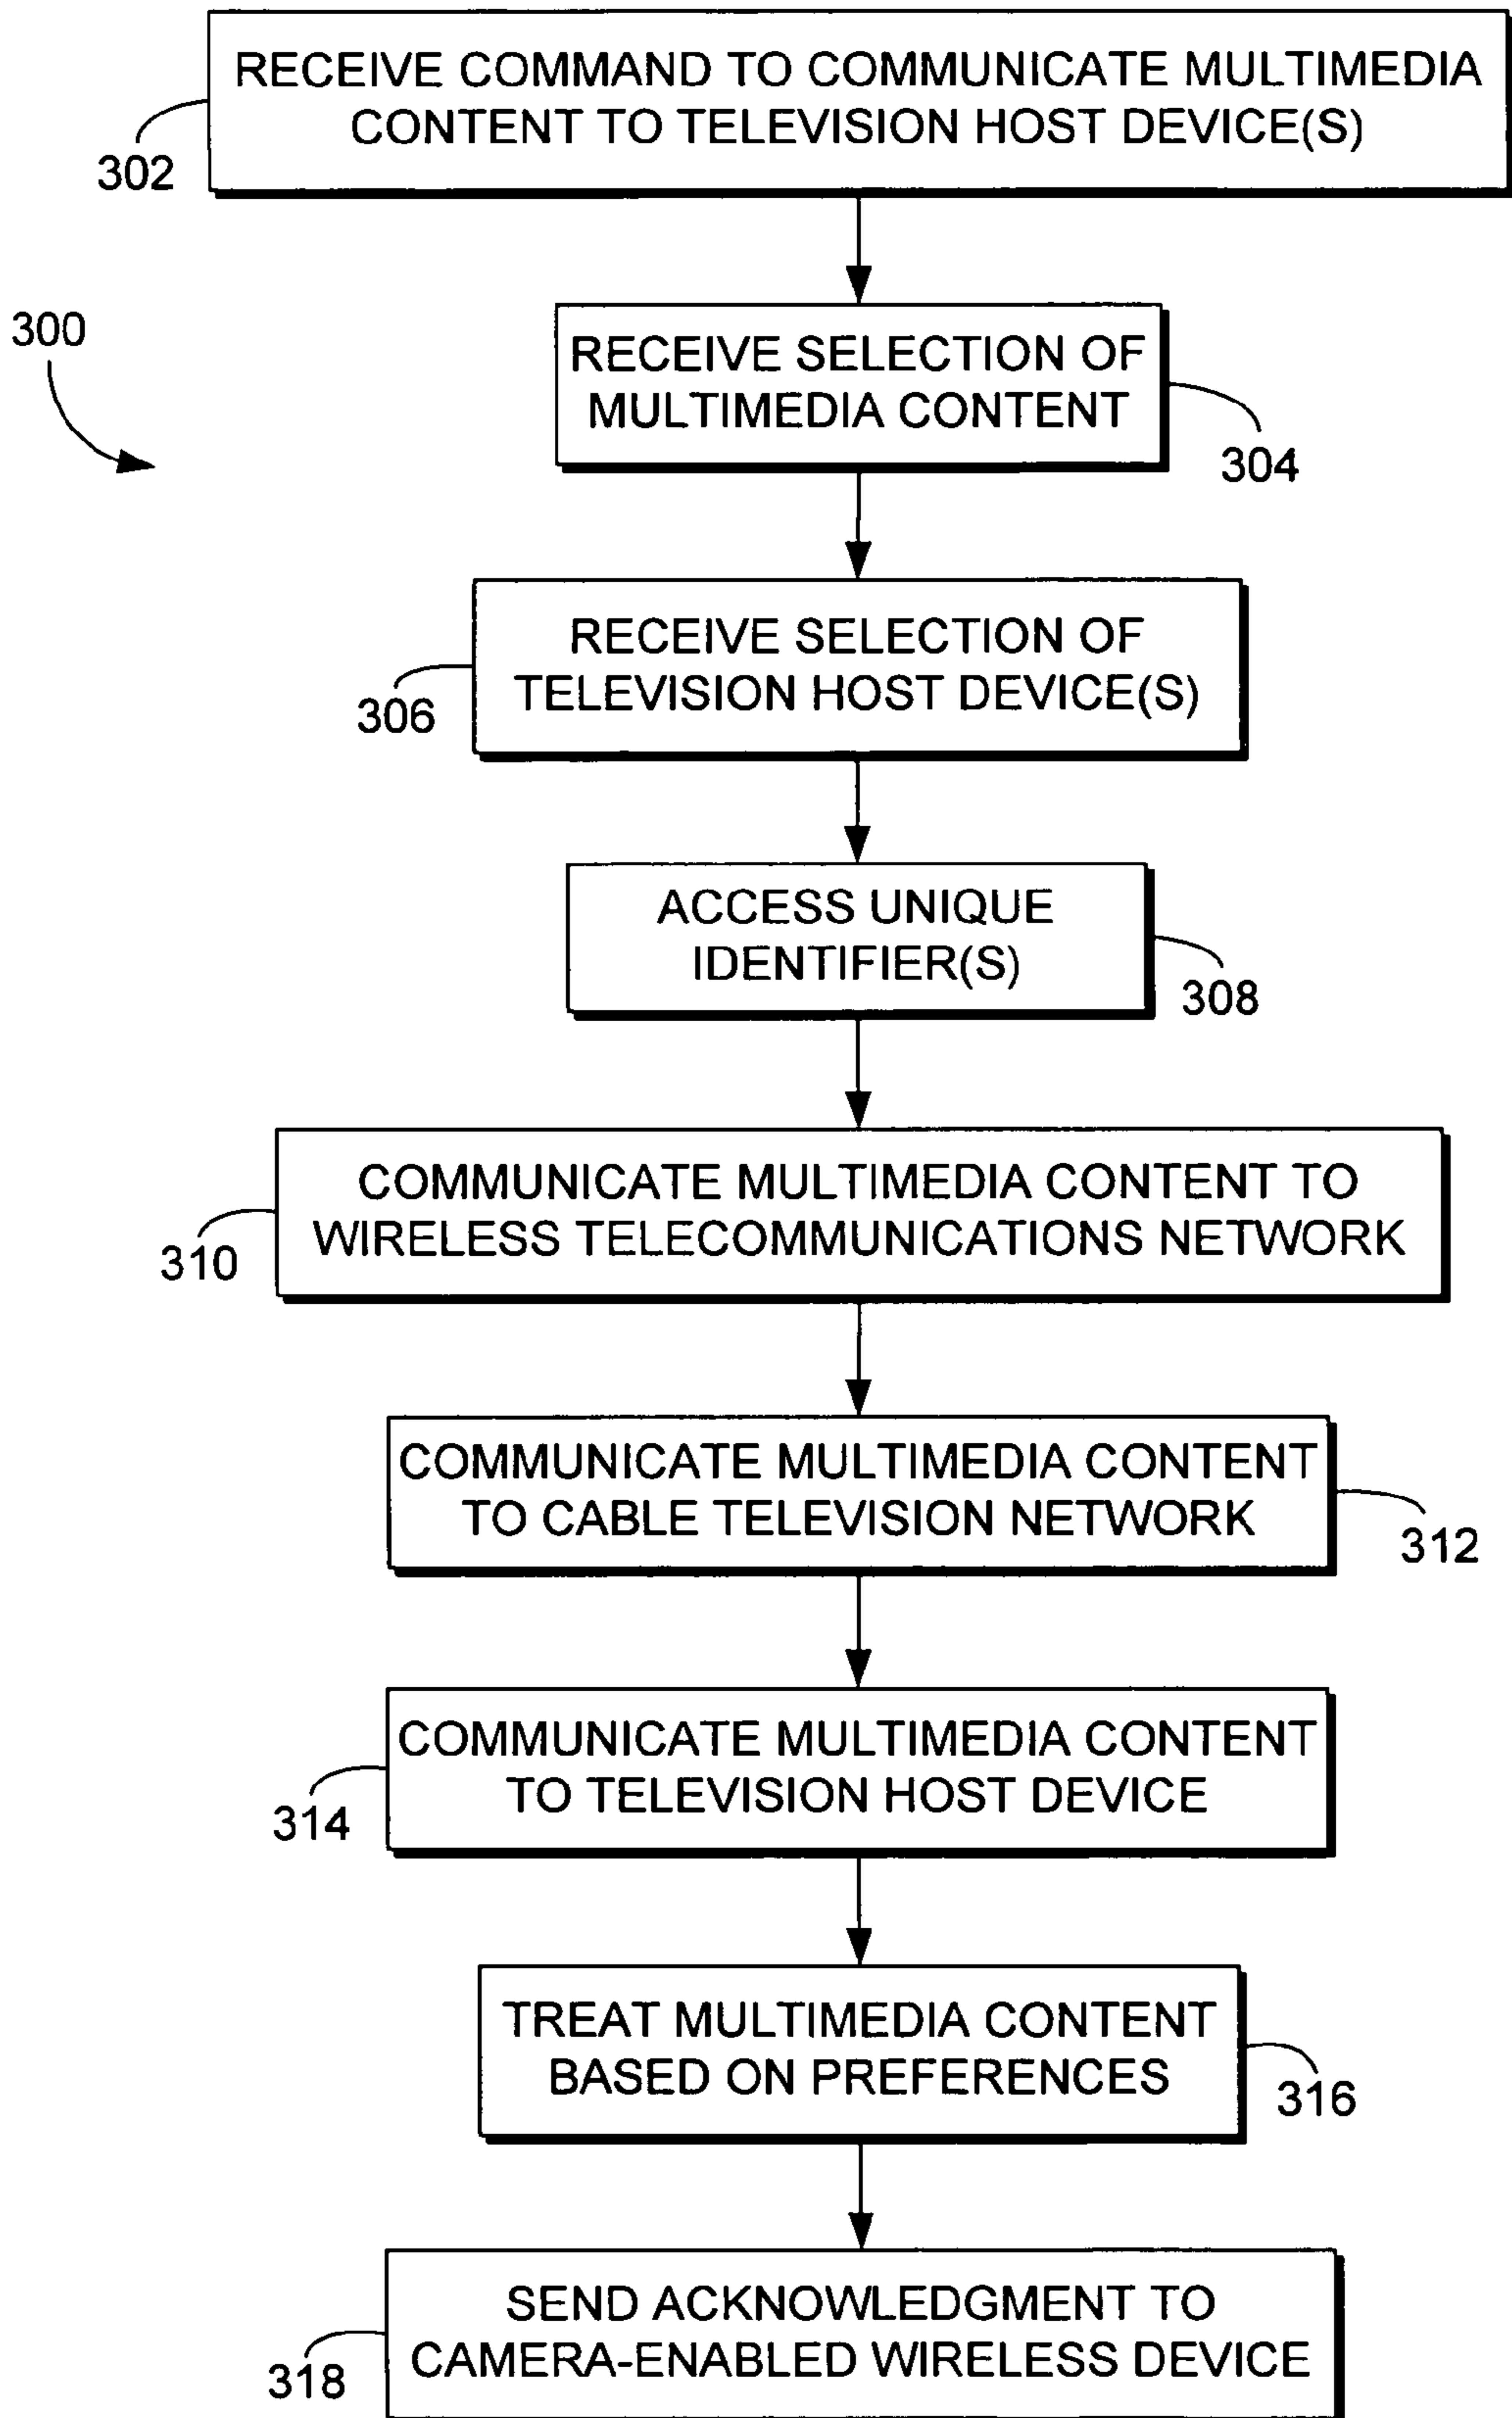 RECEIVE COMMAND TO COMMUNICATE MULTIMEDIA
CONTENT TO TELEVISION HOST DEVICE(S)
302
300
RECEIVE SELECTION OF
MULTIMEDIA CONTENT
304
RECEIVE SELECTION OF
TELEVISION HOST DEVICE(S)
306
ACCESS UNIQUE
IDENTIFIER(S)
308
COMMUNICATE MULTIMEDIA CONTENT TO
WIRELESS TELECOMMUNICATIONS NETWORK
310
COMMUNICATE MULTIMEDIA CONTENT
TO CABLE TELEVISION NETWORK
312
COMMUNICATE MULTIMEDIA CONTENT
TO TELEVISION HOST DEVICE
314
TREAT MULTIMEDIA CONTENT
BASED ON PREFERENCES
316
SEND ACKNOWLEDGMENT TO
CAMERA-ENABLED WIRELESS DEVICE
318